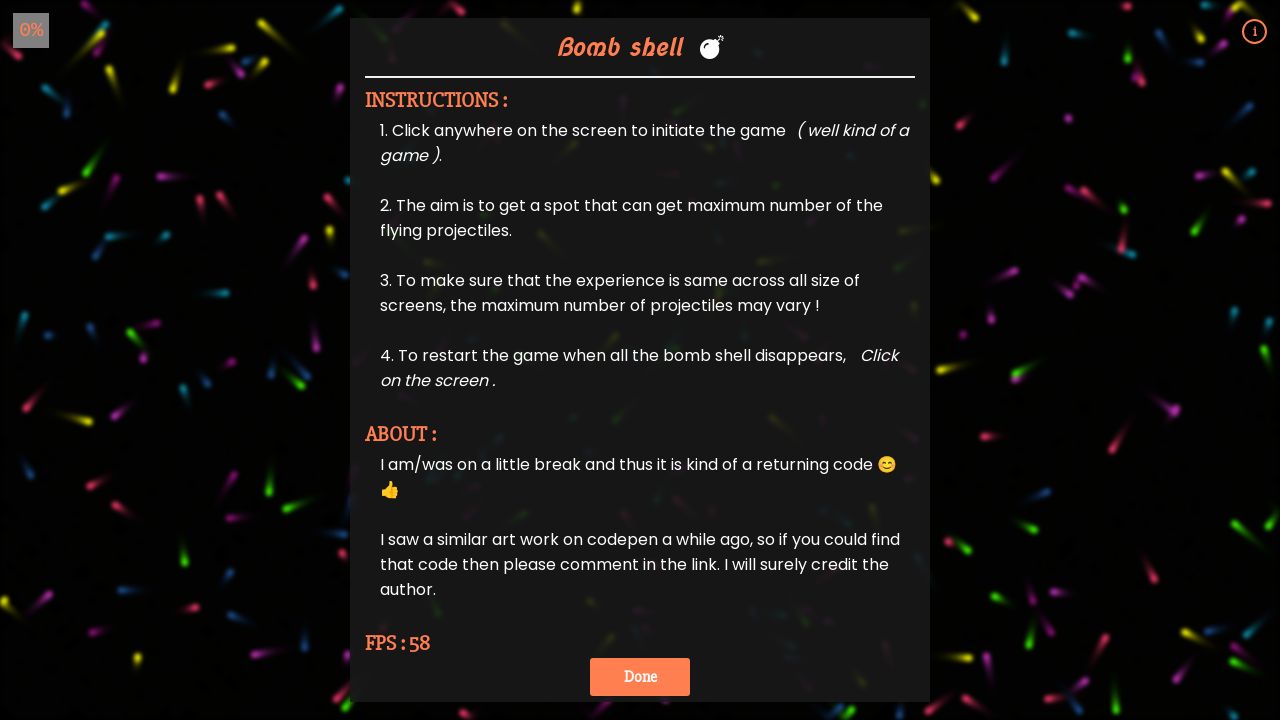 0%
i
Bomb shell 💣
INSTRUCTIONS :
1. Click anywhere on the screen to initiate the game ( well kind of a
game ).
2. The aim is to get a spot that can get maximum number of the
flying projectiles.
3. To make sure that the experience is same across all size of
screens, the maximum number of projectiles may vary !
4. To restart the game when all the bomb shell disappears, Click
on the screen .
ABOUT :
I am/was on a little break and thus it is kind of a returning code 😊
👍
I saw a similar art work on codepen a while ago, so if you could find
that code then please comment in the link. I will surely credit the
author.
FPS : 58
Done